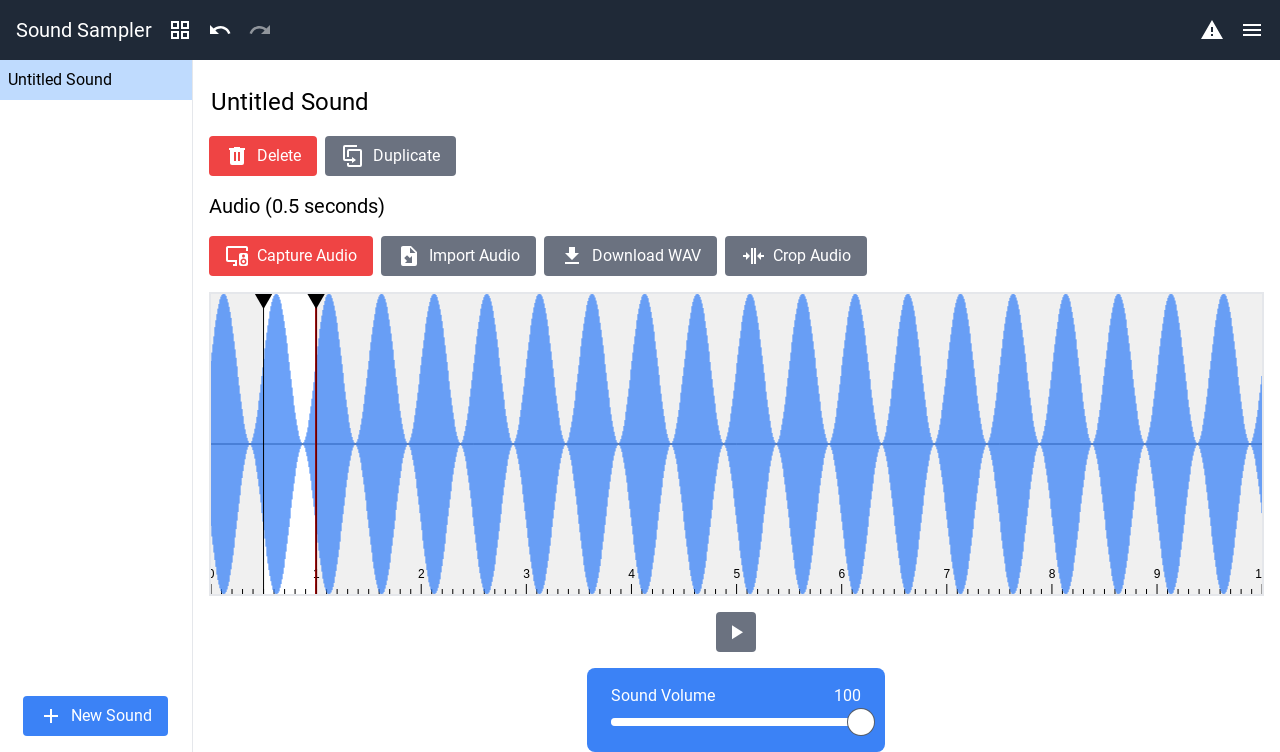 Sound Sampler
Untitled Sound
Untitled Sound
Delete
Duplicate
Audio (0.5 seconds)
Capture Audio
Import Audio
Download WAV
Crop Audio
0 1 2 3 4 5 6 7 8 9 1
Sound Volume 100
New Sound